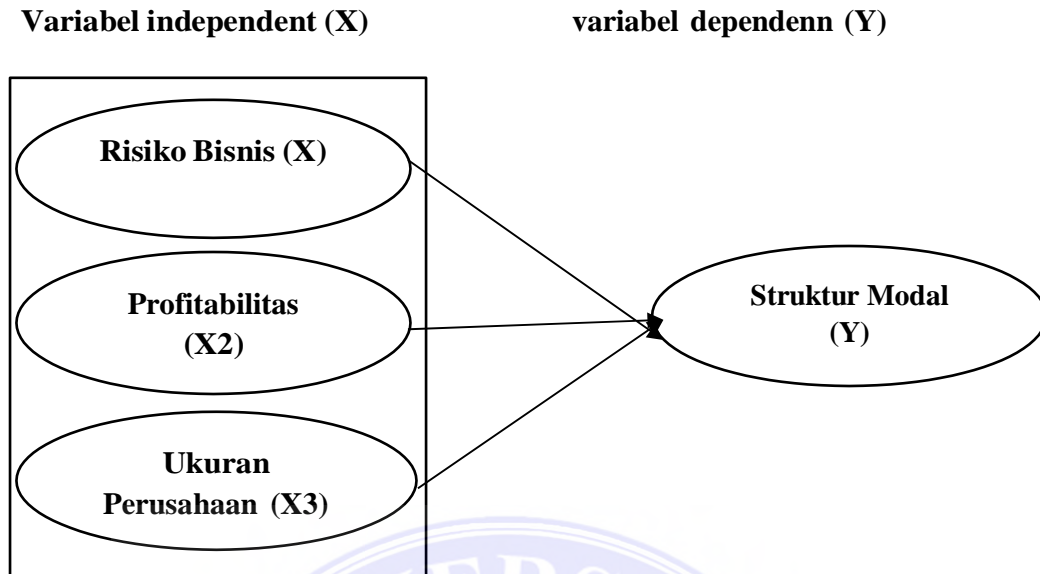 Variabel independent (X)
variabel dependenn (Y)
Risiko Bisnis (X)
Profitabilitas
(X2)
Ukuran
Perusahaan (X3)
Struktur Modal
(Y)